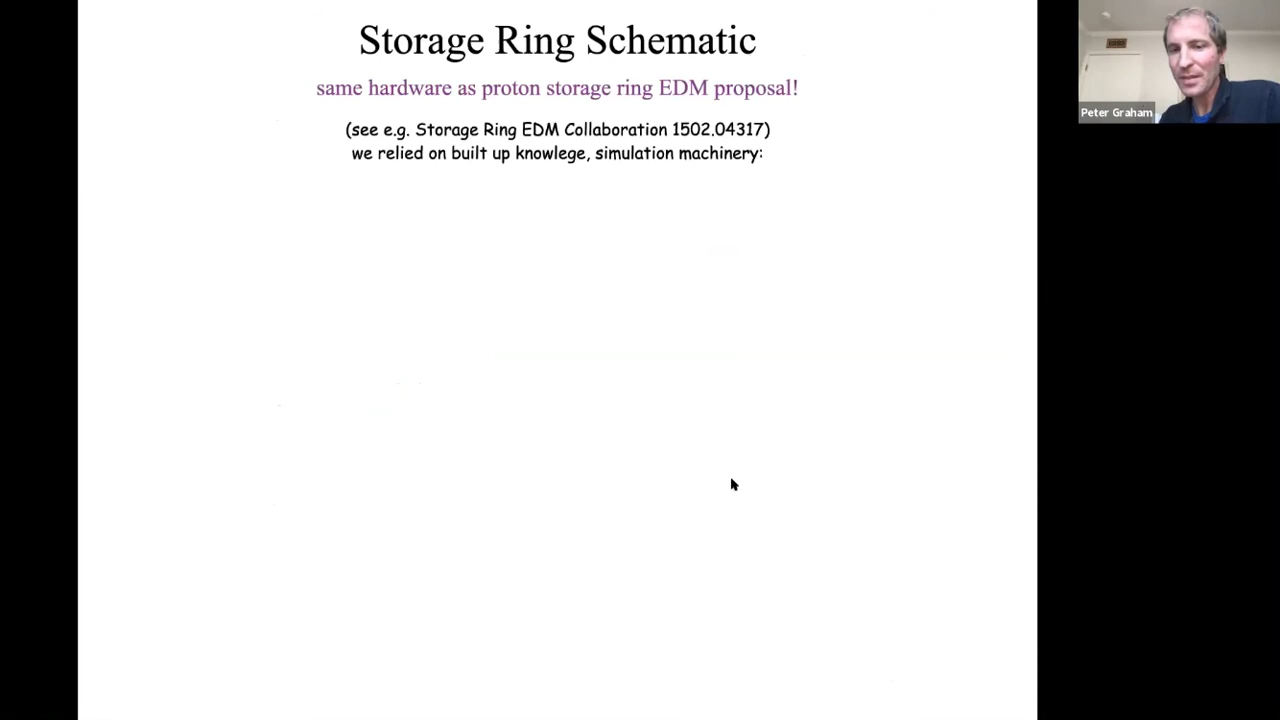 Storage Ring Schematic
same hardware as proton storage ring EDM proposal!
(see e.g. Storage Ring EDM Collaboration 1502.04317)
we relied on built up knowlege, simulation machinery:
Peter Graham